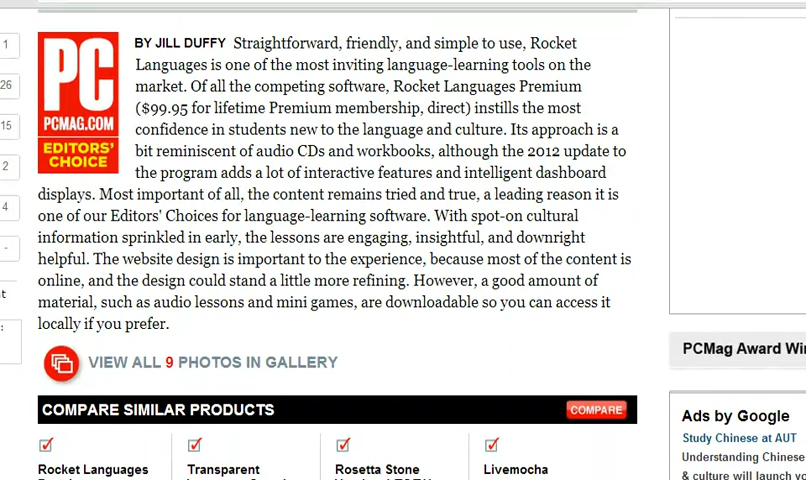 1
26
15
2
4
-
t
:
PC
PCMAG.COM
EDITORS'
CHOICE
BY JILL DUFFY Straightforward, friendly, and simple to use, Rocket
Languages is one of the most inviting language-learning tools on the
market. Of all the competing software, Rocket Languages Premium
($99.95 for lifetime Premium membership, direct) instills the most
confidence in students new to the language and culture. Its approach is a
bit reminiscent of audio CDs and workbooks, although the 2012 update to
the program adds a lot of interactive features and intelligent dashboard
displays. Most important of all, the content remains tried and true, a leading reason it is
one of our Editors' Choices for language-learning software. With spot-on cultural
information sprinkled in early, the lessons are engaging, insightful, and downright
helpful. The website design is important to the experience, because most of the content is
online, and the design could stand a little more refining. However, a good amount of
material, such as audio lessons and mini games, are downloadable so you can access it
locally if you prefer.
VIEW ALL 9 PHOTOS IN GALLERY
COMPARE SIMILAR PRODUCTS
COMPARE
Rocket Languages
Transparent
Rosetta Stone
Livemocha
PCMag Award Wi
Ads by Google
Study Chinese at AUT
Understanding Chinese
& culture will launch yo